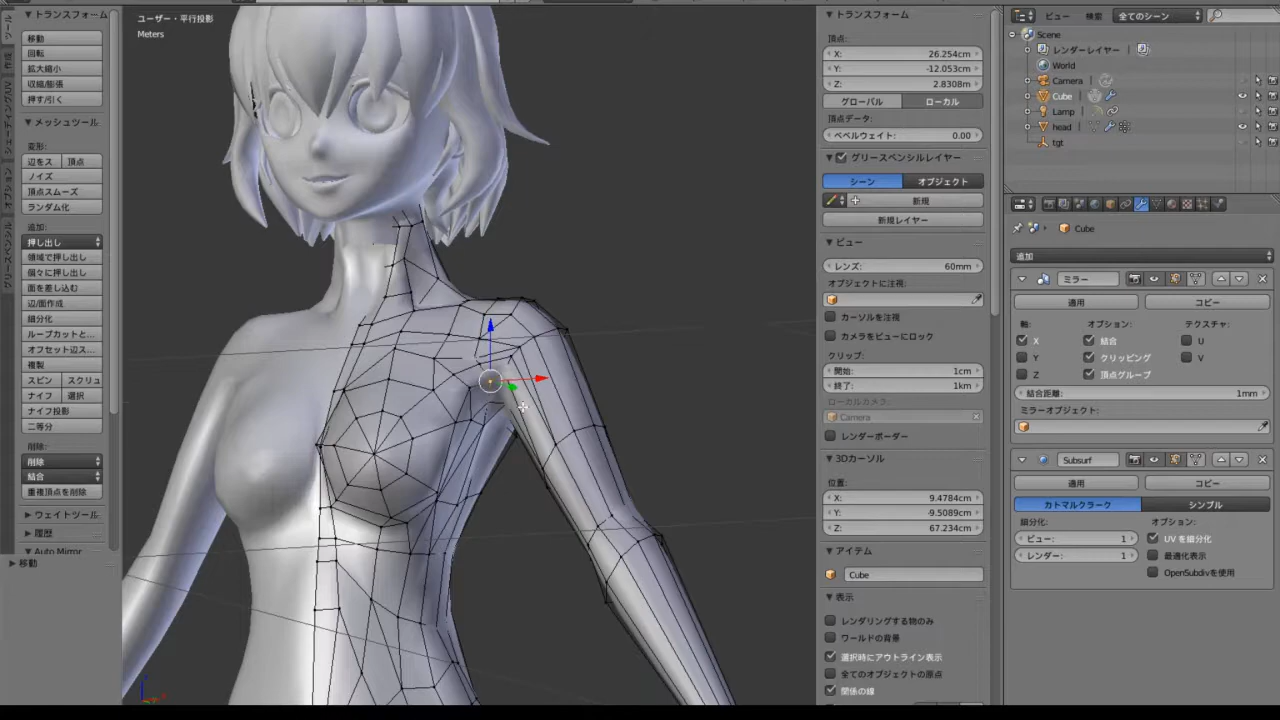 ユーザー・平行投影
Meters
ツール
オプション
グリースペンシル
トランスフォーム
移動
回転
拡大縮小
収縮/膨張
押す/引く
メッシュツール
変形:
辺をス 頂点
ノイズ
頂点スムーズ
ランダム化
追加:
押し出し
領域で押し出し
個々に押し出し
面を差し込む
辺/面作成
細分化
ループカットと...
オフセット辺ス...
複製
スピン スクリュ
ナイフ 選択
ナイフ投影
二等分
削除:
削除
結合
重複頂点を削除
ウェイトツール
履歴
Auto Mirror
移動
トランスフォーム
頂点:
X: 26.254cm
Y: -12.053cm
Z: 2.8308m
グローバル ローカル
頂点データ:
ベベルウェイト: 0.00
グリースペンシルレイヤー
シーン オブジェクト
新規
新規レイヤー
ビュー
レンズ: 60mm
オブジェクトに注視:
カーソルを注視
カメラをビューにロック
クリップ:
開始: 1cm
終了: 1km
ローカルカメラ:
Camera
レンダーボーダー
3Dカーソル
位置:
X: 9.4784cm
Y: -9.5089cm
Z: 67.234cm
アイテム
Cube
表示
レンダリングする物のみ
ワールドの背景
選択時にアウトライン表示
全てのオブジェクトの原点
関係の線
ビュー 検索 全てのシーン
Scene
レンダーレイヤー
World
Camera
Cube
Lamp
head
tgt
Cube
追加
ミラー
適用 コピー
軸: オプション: テクスチャ:
X 結合 U
Y クリッピング V
Z 頂点グループ
結合距離: 1mm
ミラーオブジェクト:
Subsurf
適用 コピー
カトマルクラーク シンプル
細分化: オプション:
ビュー: 1 UV を細分化
レンダー: 1 最適化表示
OpenSubdivを使用